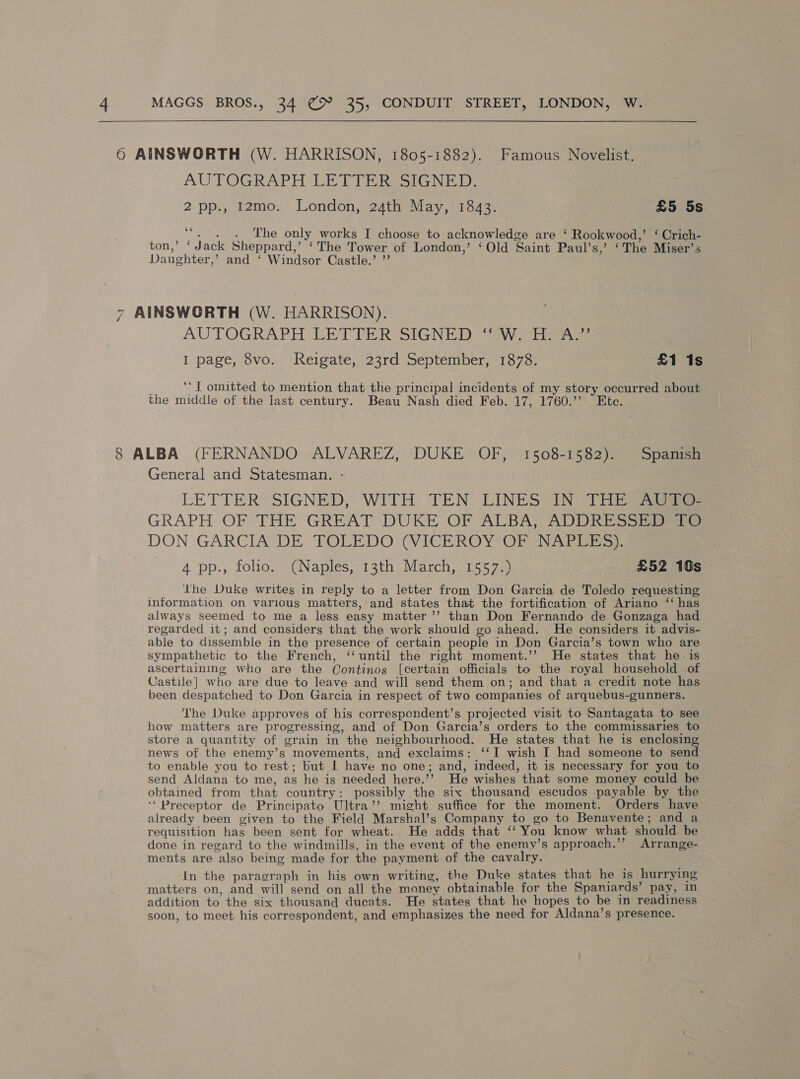 4 MAGGS BROS., 34 & 35, CONDUIT STREET, LONDON, W.
6 AINSWORTH (W. HARRISON, 1805-1882). Famous Novelist.
AUTOGRAPH LETTER SIGNED.
2 pp., 12mo. London, 24th May, 1843. £5 5s
“. . . The only works I choose to acknowledge are ‘ Rookwood,’ ‘ Crich-
ton,’ ‘ Jack Sheppard,’ ‘ The Tower of London,’ ‘ Old Saint Paul’s,’ ‘ The Miser’s
Daughter,’ and ‘ Windsor Castle.’ ”
7 AINSWORTH (W. HARRISON).
AUTOGRAPH LETTER SIGNED “ W. H. A.”
1 page, 8vo. Reigate, 23rd September, 1878. £1 1s
“ I omitted to mention that the principal incidents of my story occurred about
the middle of the last century. Beau Nash died Feb. 17, 1760.” Etc.
8 ALBA (FERNANDO ALVAREZ, DUKE OF, 1508-1582). Spanish
General and Statesman.
LETTER SIGNED, WITH TEN LINES IN THE AUTO-
GRAPH OF THE GREAT DUKE OF ALBA, ADDRESSED TO
DON GARCIA DE TOLEDO (VICEROY OF NAPLES).
4 pp., folio. (Naples, 13th March, 1557.) £52 10s
The Duke writes in reply to a letter from Don Garcia de Toledo requesting
information on various matters, and states that the fortification of Ariano “ has
always seemed to me a less easy matter ” than Don Fernando de Gonzaga had
regarded it; and considers that the work should go ahead. He considers it advis-
able to dissemble in the presence of certain people in Don Garcia’s town who are
sympathetic to the French, “ until the right moment.” He states that he is
ascertaining who are the Continos [certain officials to the royal household of
Castile] who are due to leave and will send them on; and that a credit note has
been despatched to Don Garcia in respect of two companies of arquebus-gunners.
The Duke approves of his correspondent’s projected visit to Santagata to see
how matters are progressing, and of Don Garcia’s orders to the commissaries to
store a quantity of grain in the neighbourhood. He states that he is enclosing
news of the enemy’s movements, and exclaims: “ I wish I had someone to send
to enable you to rest; but I have no one; and, indeed, it is necessary for you to
send Aldana to me, as he is needed here.” He wishes that some money could be
obtained from that country: possibly the six thousand escudos payable by the
“ Preceptor de Principato Ultra ” might suffice for the moment. Orders have
already been given to the Field Marshal’s Company to go to Benavente; and a
requisition has been sent for wheat. He adds that “ You know what should be
done in regard to the windmills, in the event of the enemy’s approach.” Arrange-
ments are also being made for the payment of the cavalry.
In the paragraph in his own writing, the Duke states that he is hurrying
matters on, and will send on all the money obtainable for the Spaniards’ pay, in
addition to the six thousand ducats. He states that he hopes to be in readiness
soon, to meet his correspondent, and emphasizes the need for Aldana’s presence.